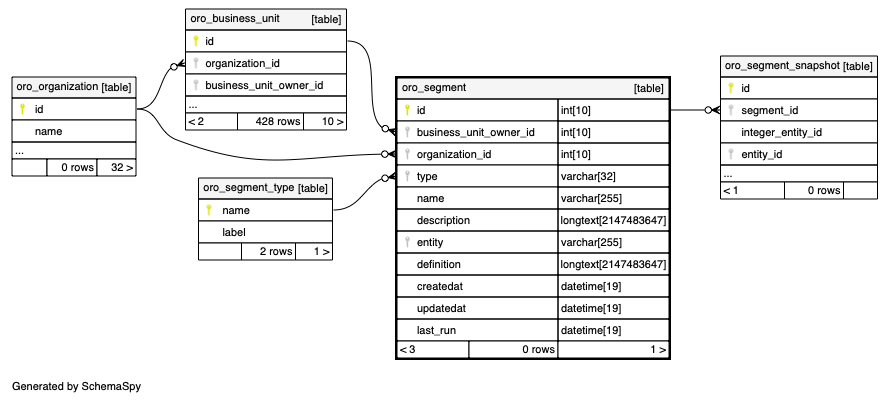 oro_business_unit [table]
id
organization_id
business_unit_owner_id
...
< 2 428 rows 10 >
oro_organization [table]
id
name
...
0 rows 32 >
oro_segment_type [table]
name
label
2 rows 1 >
oro_segment [table]
id int[10]
business_unit_owner_id int[10]
organization_id int[10]
type varchar[32]
name varchar[255]
description longtext[2147483647]
entity varchar[255]
definition longtext[2147483647]
createdat datetime[19]
updatedat datetime[19]
last_run datetime[19]
< 3 0 rows 1 >
oro_segment_snapshot [table]
id
segment_id
integer_entity_id
entity_id
...
< 1 0 rows
Generated by SchemaSpy